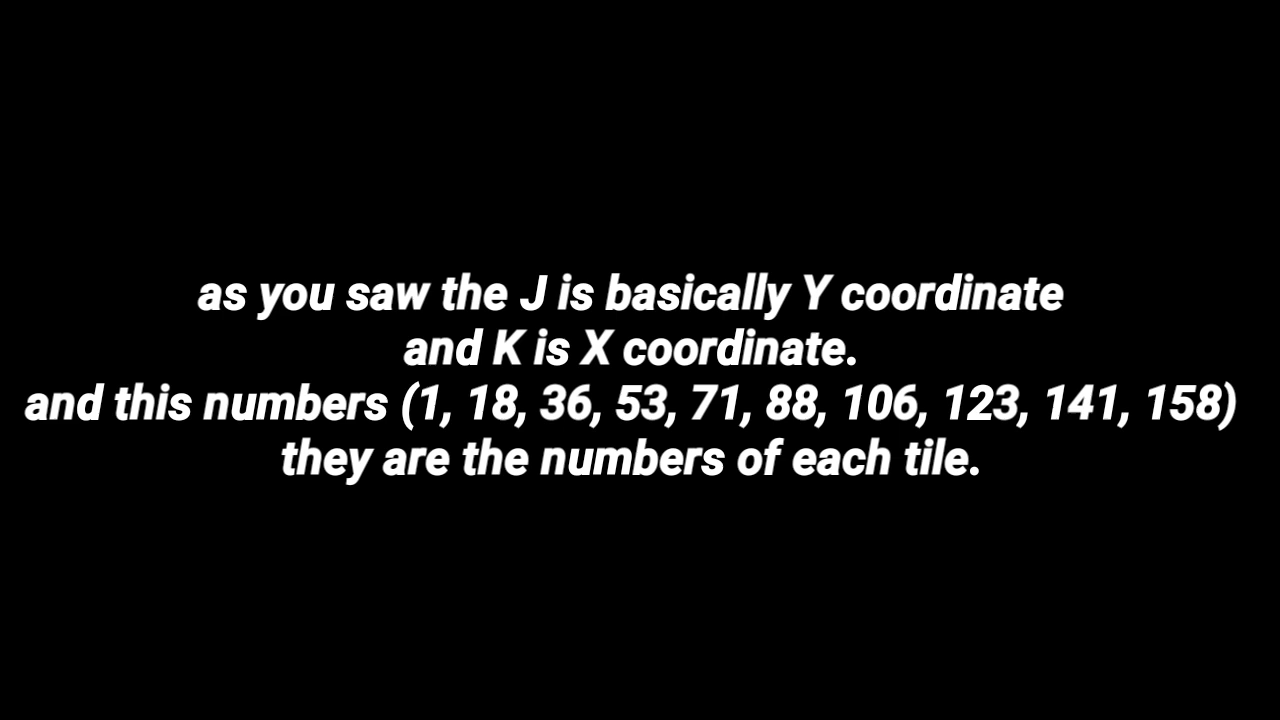 as you saw the J is basically Y coordinate
and K is X coordinate.
and this numbers (1, 18, 36, 53, 71, 88, 106, 123, 141, 158)
they are the numbers of each tile.